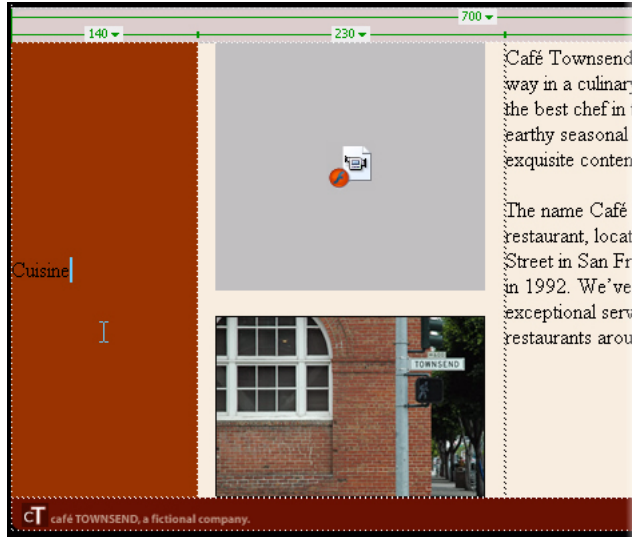 700
140
230
Café Townsend
way in a culinary
the best chef in
earthy seasonal
exquisite conten
The name Café
restaurant, locat
Street in San Fr
in 1992. We've
exceptional serv
restaurants arou
Cuisine
TOWNSEND
CT café TOWNSEND, a fictional company.